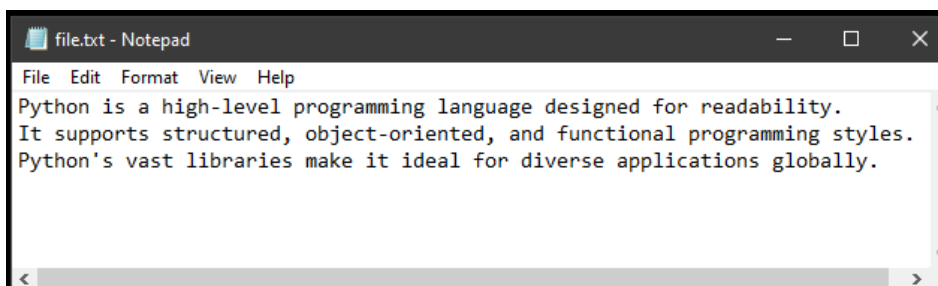 file.txt - Notepad
File Edit Format View Help
Python is a high-level programming language designed for readability.
It supports structured, object-oriented, and functional programming styles.
Python's vast libraries make it ideal for diverse applications globally.